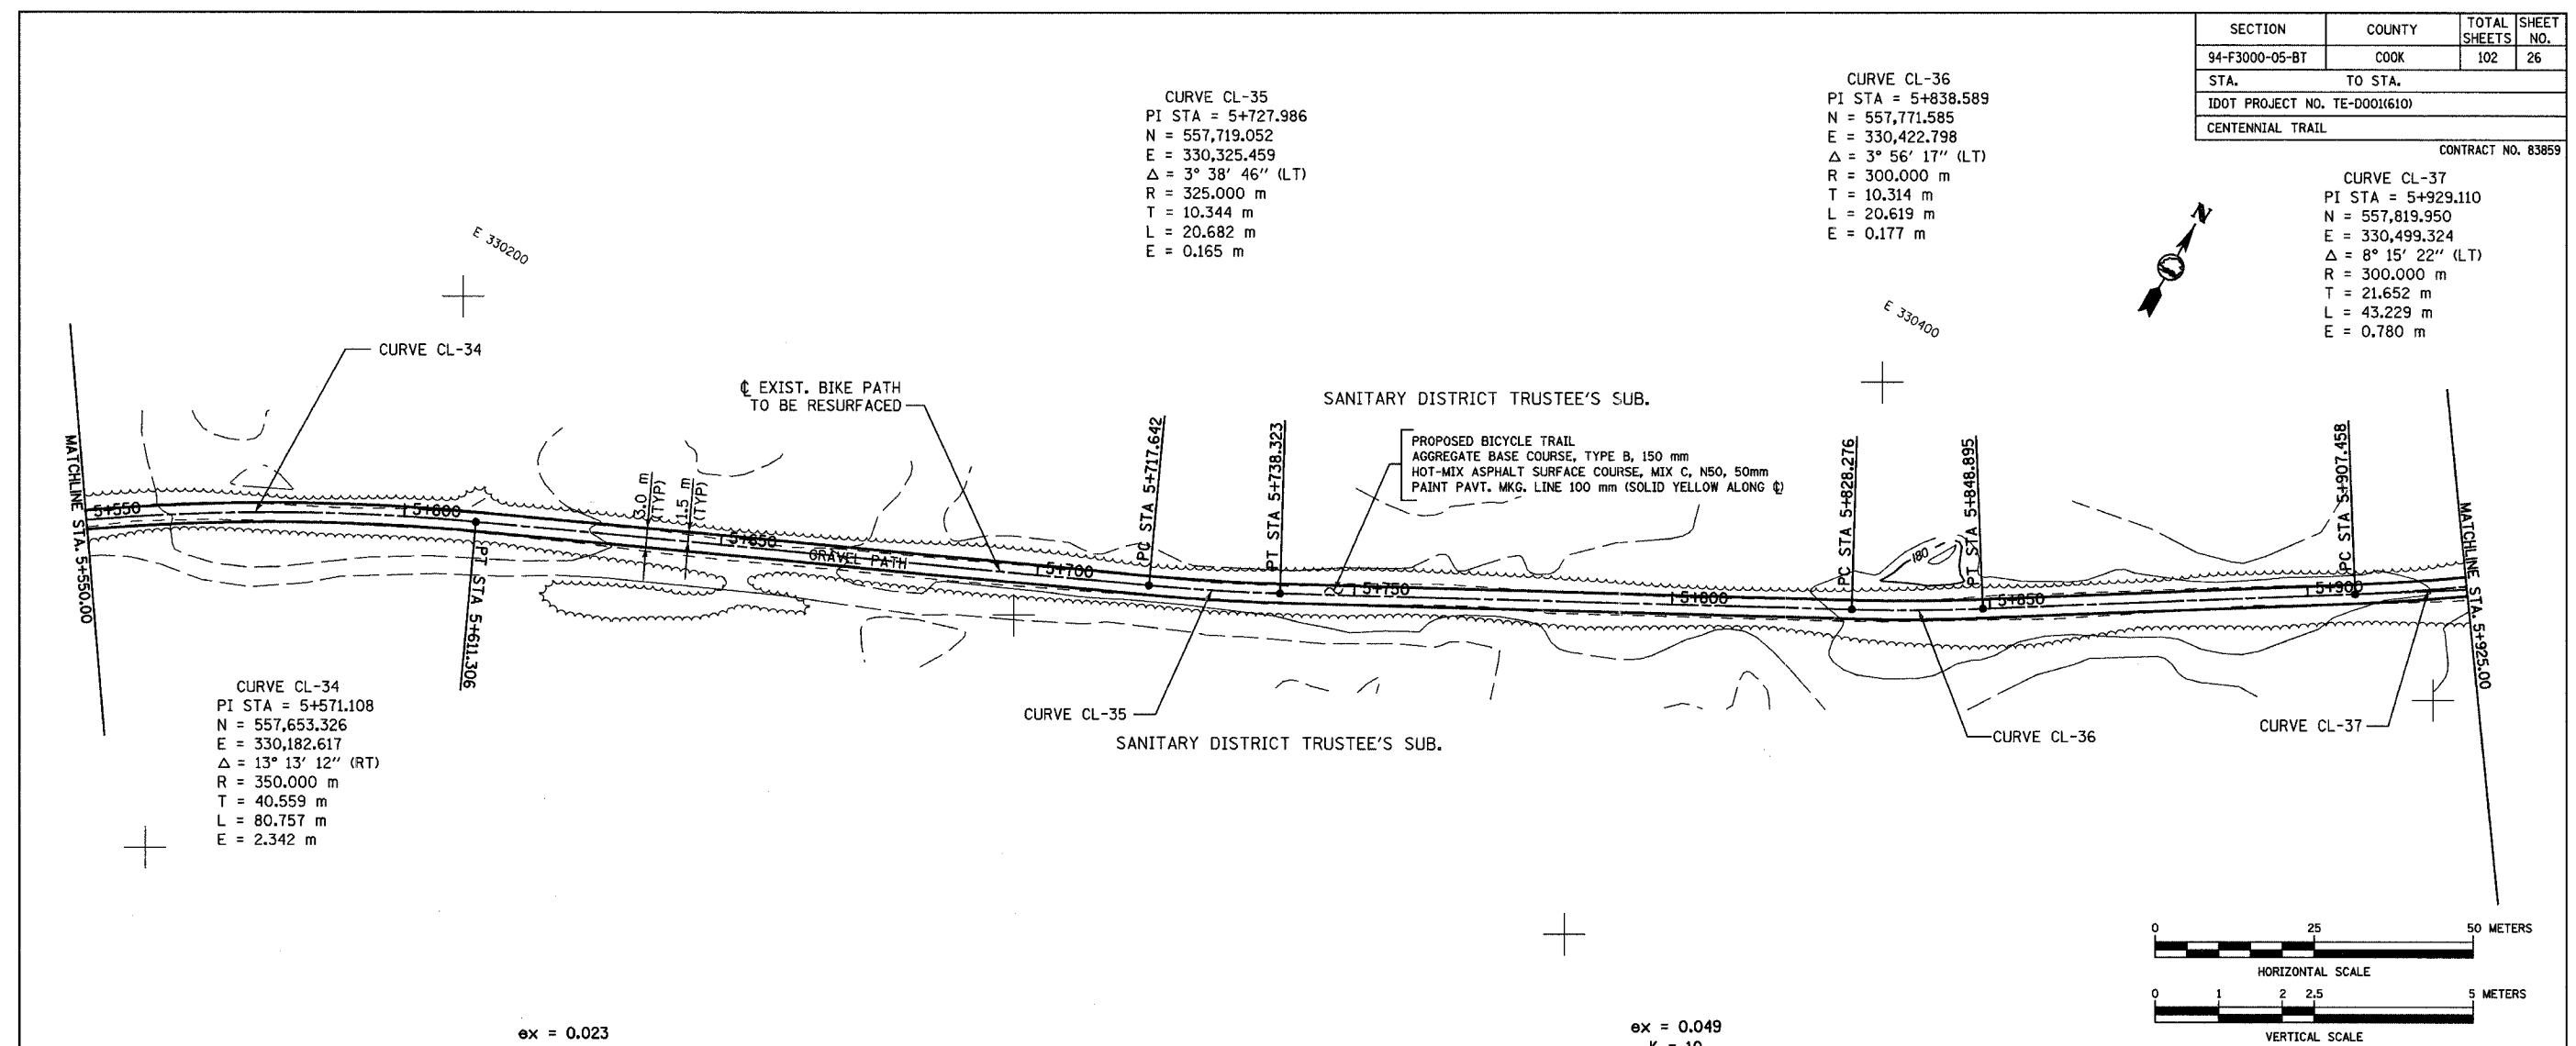 SECTION COUNTY TOTAL SHEETS SHEET NO.
94-F3000-05-BT COOK 102 26
STA. TO STA.
IDOT PROJECT NO. TE-D001(610)
CENTENNIAL TRAIL
CONTRACT NO. 83859
CURVE CL-35
PI STA = 5+727.986
N = 557,719.052
E = 330,325.459
Δ = 3° 38' 46" (LT)
R = 325.000 m
T = 10.344 m
L = 20.682 m
E = 0.165 m
CURVE CL-36
PI STA = 5+838.589
N = 557,771.585
E = 330,422.798
Δ = 3° 56' 17" (LT)
R = 300.000 m
T = 10.314 m
L = 20.619 m
E = 0.177 m
CURVE CL-37
PI STA = 5+929.110
N = 557,819.950
E = 330,499.324
Δ = 8° 15' 22" (LT)
R = 300.000 m
T = 21.652 m
L = 43.229 m
E = 0.780 m
N
E 330200
E 330400
CURVE CL-34
℄ EXIST. BIKE PATH
TO BE RESURFACED
SANITARY DISTRICT TRUSTEE'S SUB.
PROPOSED BICYCLE TRAIL
AGGREGATE BASE COURSE, TYPE B, 150 mm
HOT-MIX ASPHALT SURFACE COURSE, MIX C, N50, 50mm
PAINT PAVT. MKG. LINE 100 mm (SOLID YELLOW ALONG ℄)
MATCHLINE STA. 5+550.00
5+550
5+600
PT STA 5+611.306
3.0 m
(TYP)
1.5 m
(TYP)
5+650
GRAVEL PATH
5+700
PC STA 5+717.642
PT STA 5+738.323
5+750
5+800
PC STA 5+828.276
180
PT STA 5+848.895
5+850
5+900
PC STA 5+907.458
MATCHLINE STA. 5+925.00
CURVE CL-34
PI STA = 5+571.108
N = 557,653.326
E = 330,182.617
Δ = 13° 13' 12" (RT)
R = 350.000 m
T = 40.559 m
L = 80.757 m
E = 2.342 m
CURVE CL-35
SANITARY DISTRICT TRUSTEE'S SUB.
CURVE CL-36
CURVE CL-37
0 25 50 METERS
HORIZONTAL SCALE
0 1 2 2.5 5 METERS
VERTICAL SCALE
ex = 0.023
ex = 0.049
K = 10